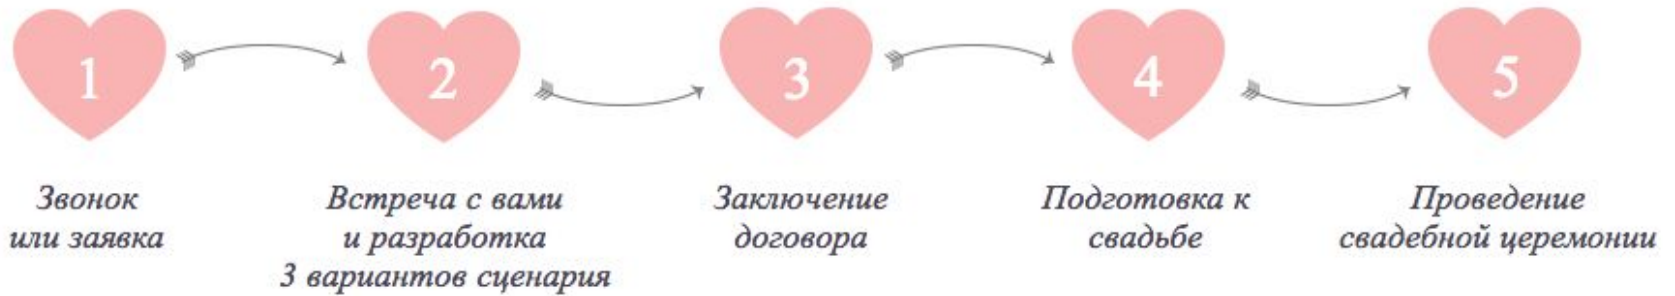 1
2
3
4
5
Звонок
или заявка
Встреча с вами
и разработка
3 вариантов сценария
Заключение
договора
Подготовка к
свадьбе
Проведение
свадебной церемонии